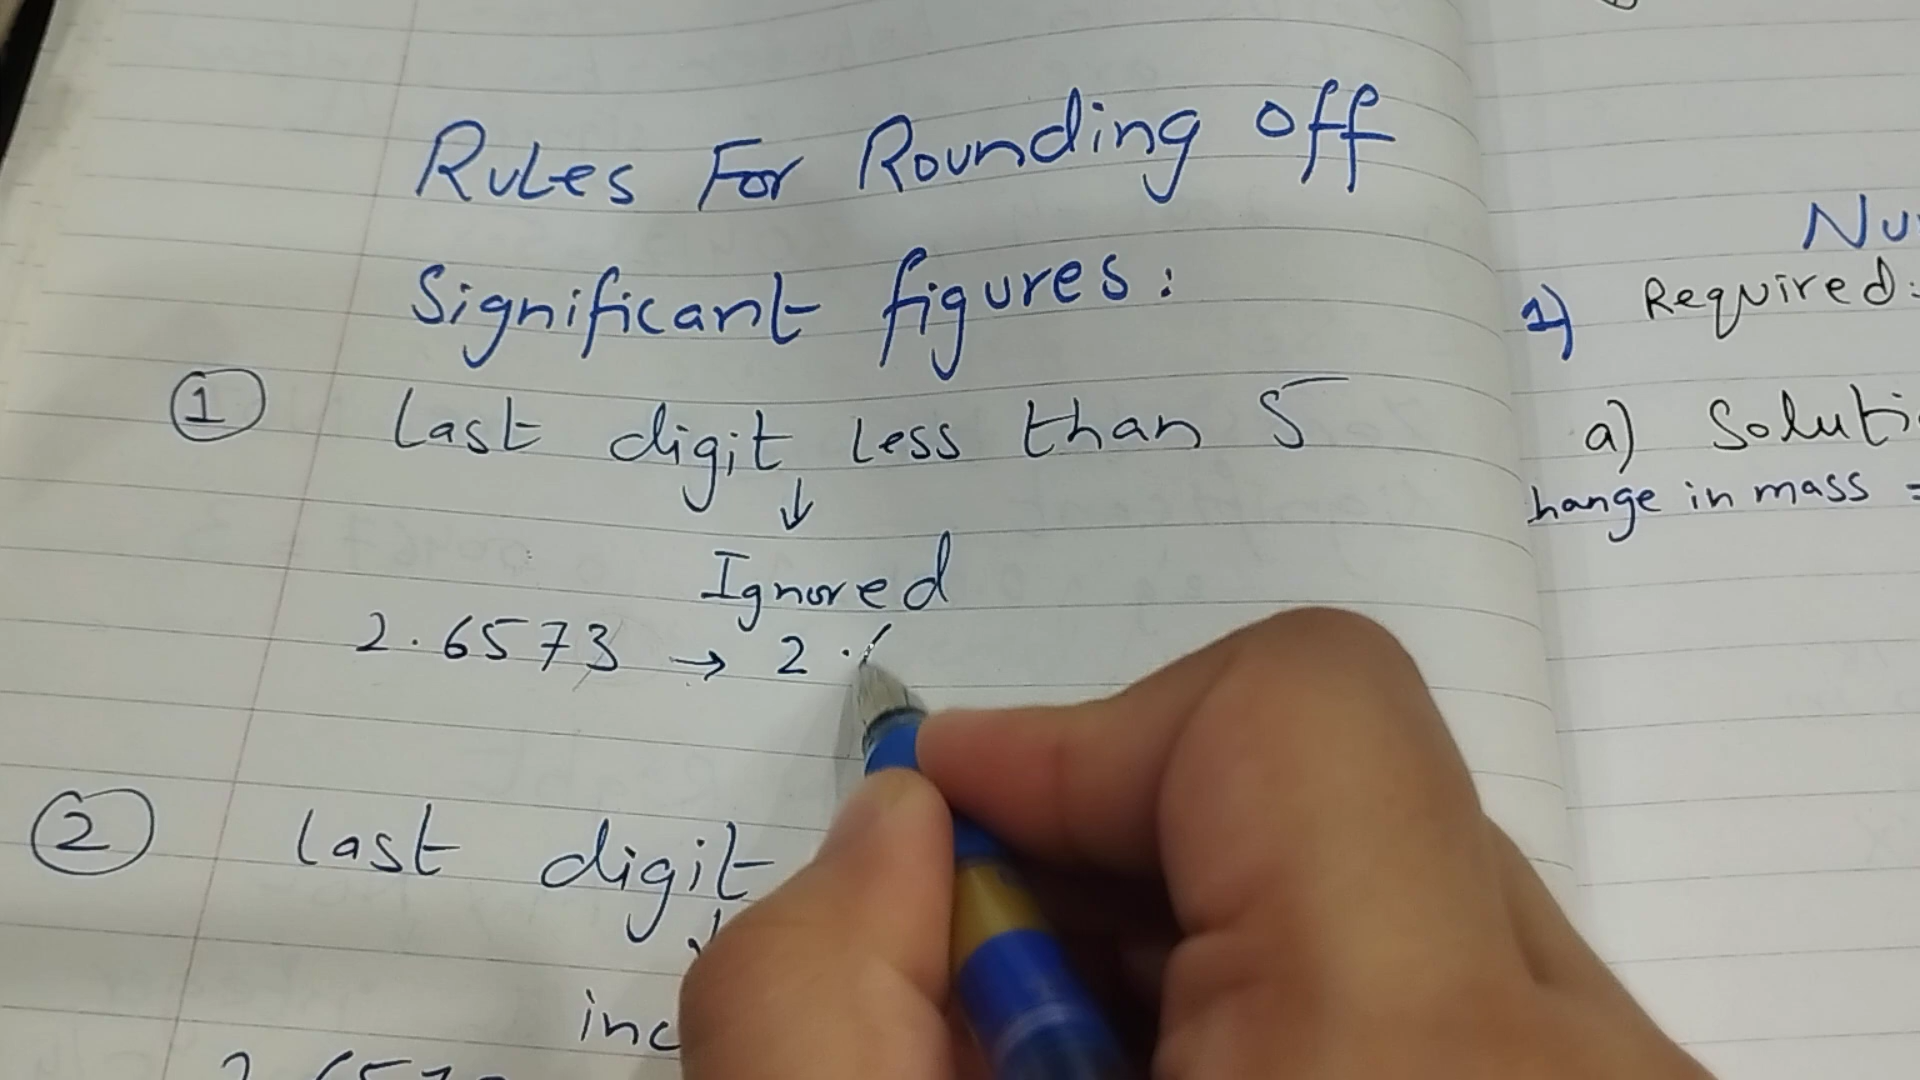 Rules For Rounding off
Significant figures:
① Last digit less than 5
↓
Ignored
2.6573 → 2.
② Last digit
↓
inc
1) Required:
a) Soluti
hange in mass =